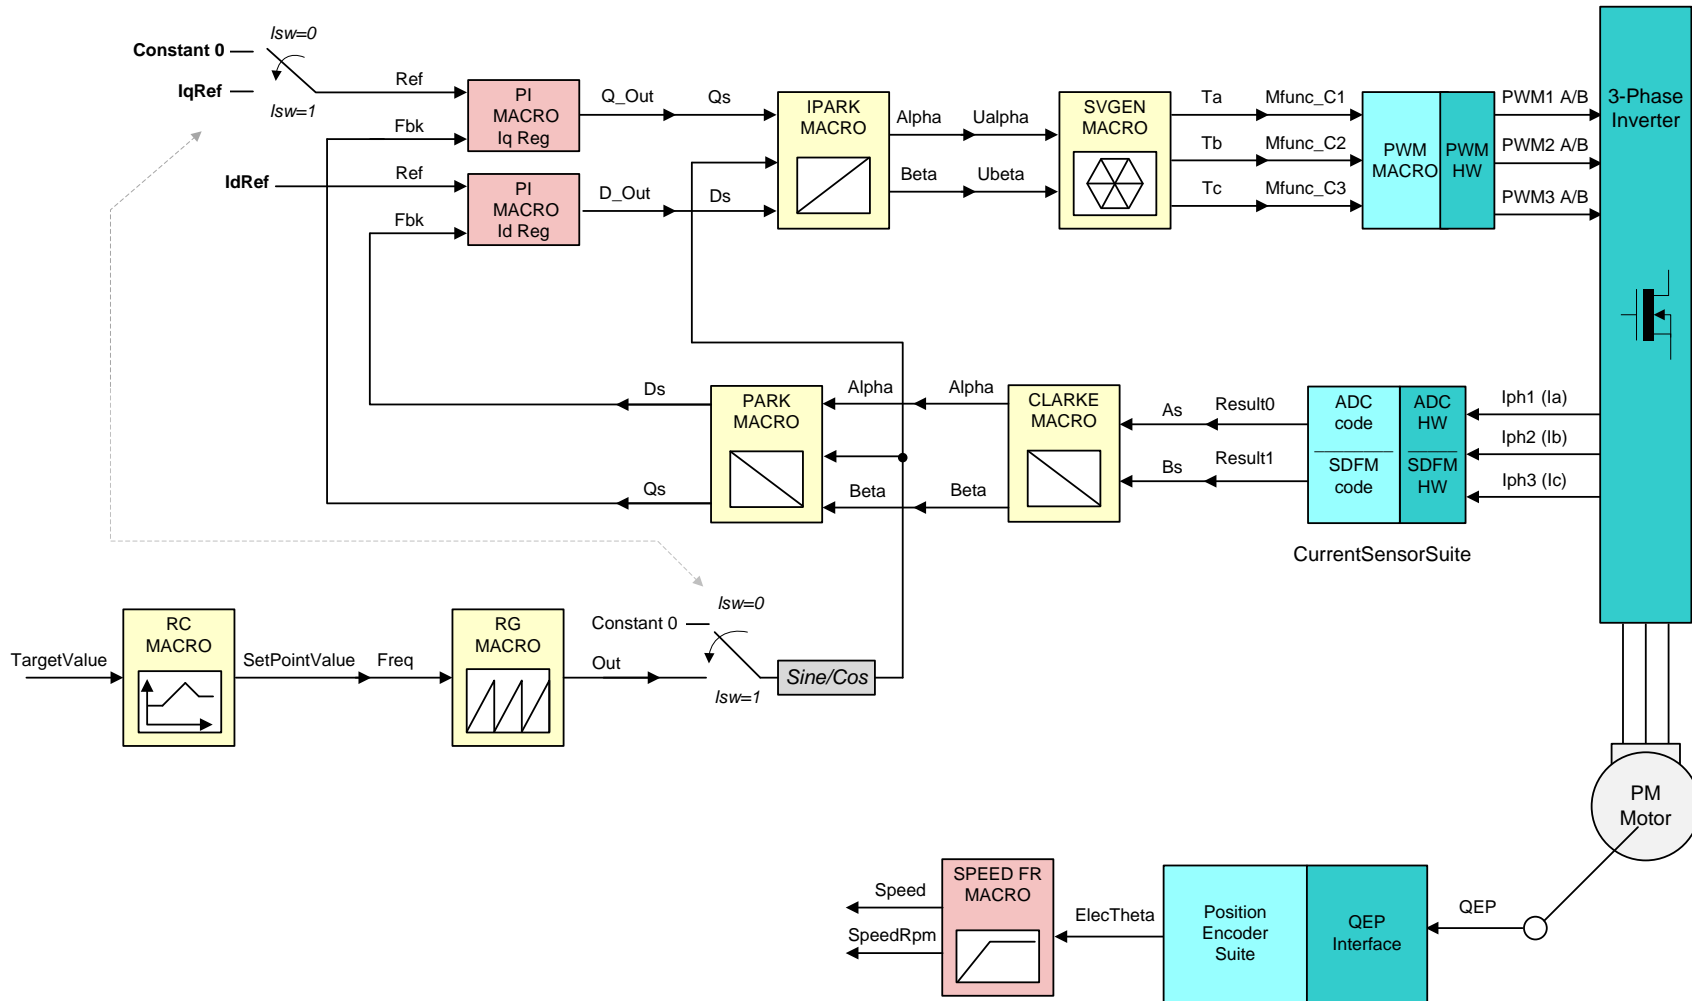 Isw=0
Constant 0
IqRef
Isw=1
Ref
Fbk
PI
MACRO
Iq Reg
Q_Out
Qs
IdRef
Ref
Fbk
PI
MACRO
Id Reg
D_Out
Ds
IPARK
MACRO
Alpha
Ualpha
Beta
Ubeta
SVGEN
MACRO
Ta
Mfunc_C1
Tb
Mfunc_C2
Tc
Mfunc_C3
PWM
MACRO
PWM
HW
PWM1 A/B
PWM2 A/B
PWM3 A/B
3-Phase
Inverter
Ds
Qs
PARK
MACRO
Alpha
Alpha
Beta
Beta
CLARKE
MACRO
As
Result0
Bs
Result1
ADC
code
SDFM
code
ADC
HW
SDFM
HW
Iph1 (Ia)
Iph2 (Ib)
Iph3 (Ic)
CurrentSensorSuite
TargetValue
RC
MACRO
SetPointValue
Freq
RG
MACRO
Out
Isw=0
Constant 0
Isw=1
Sine/Cos
PM
Motor
Speed
SpeedRpm
SPEED FR
MACRO
ElecTheta
Position
Encoder
Suite
QEP
Interface
QEP